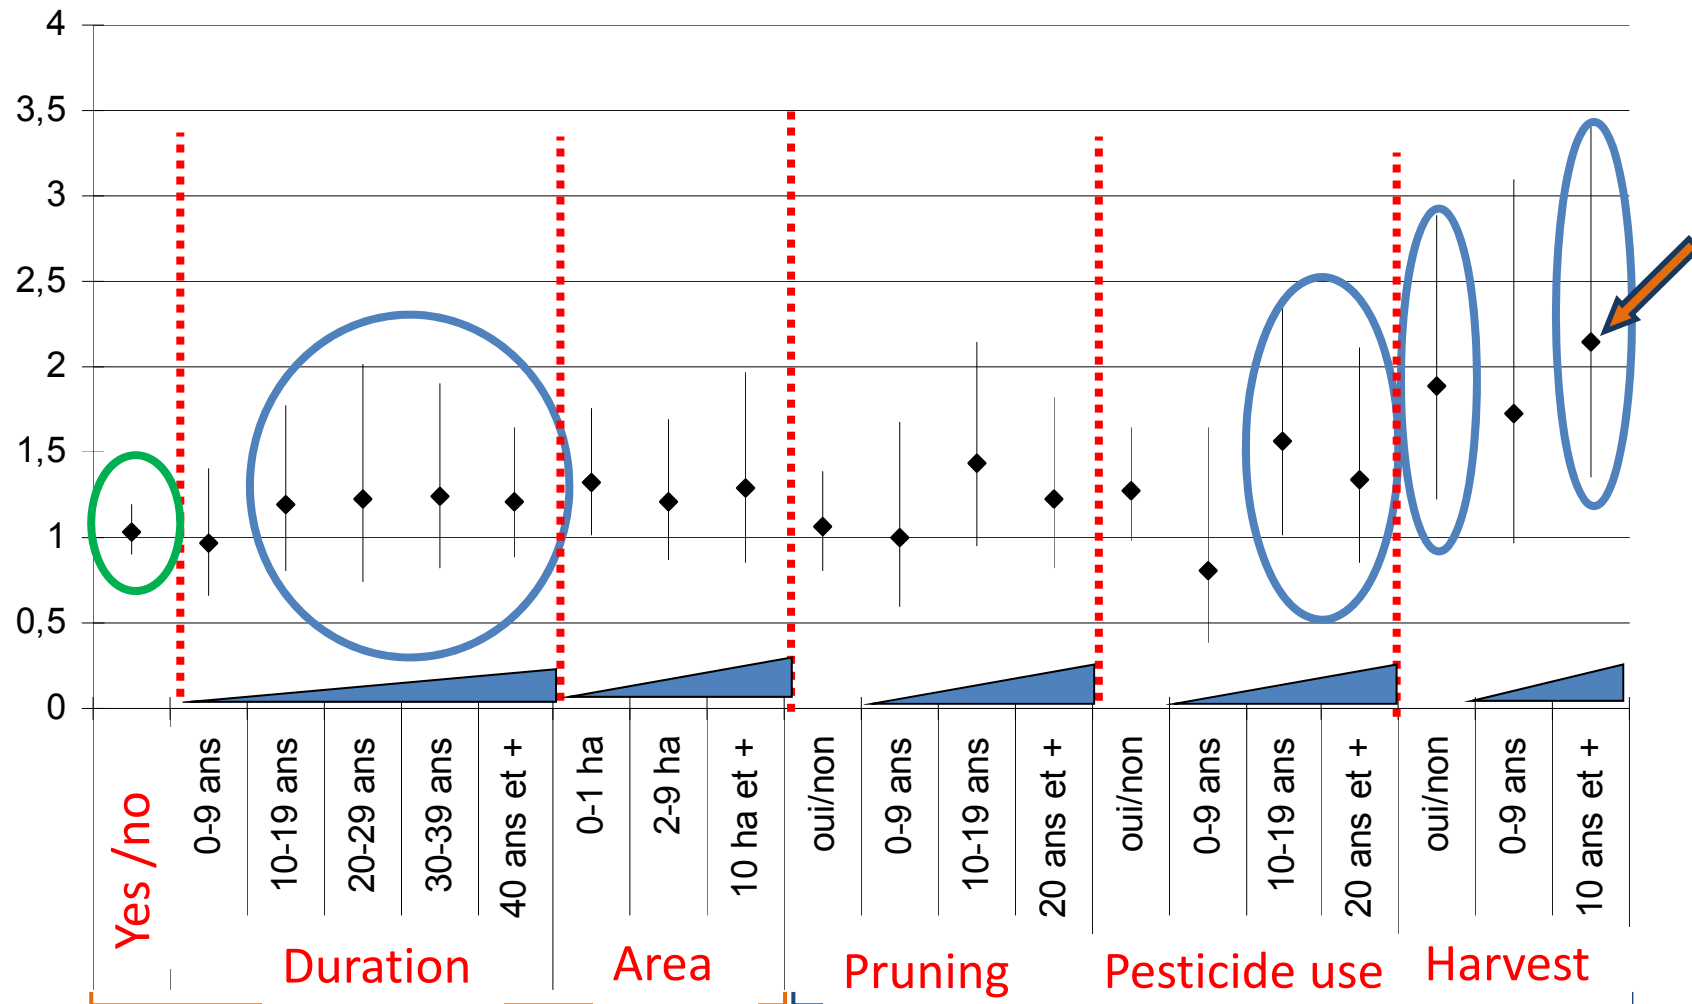 4
3,5
3
2,5
2
1,5
1
0,5
0
Yes /no
0-9 ans
10-19 ans
20-29 ans
30-39 ans
40 ans et +
0-1 ha
2-9 ha
10 ha et +
oui/non
0-9 ans
10-19 ans
20 ans et +
oui/non
0-9 ans
10-19 ans
20 ans et +
oui/non
0-9 ans
10 ans et +
Duration
Area
Pruning
Pesticide use
Harvest